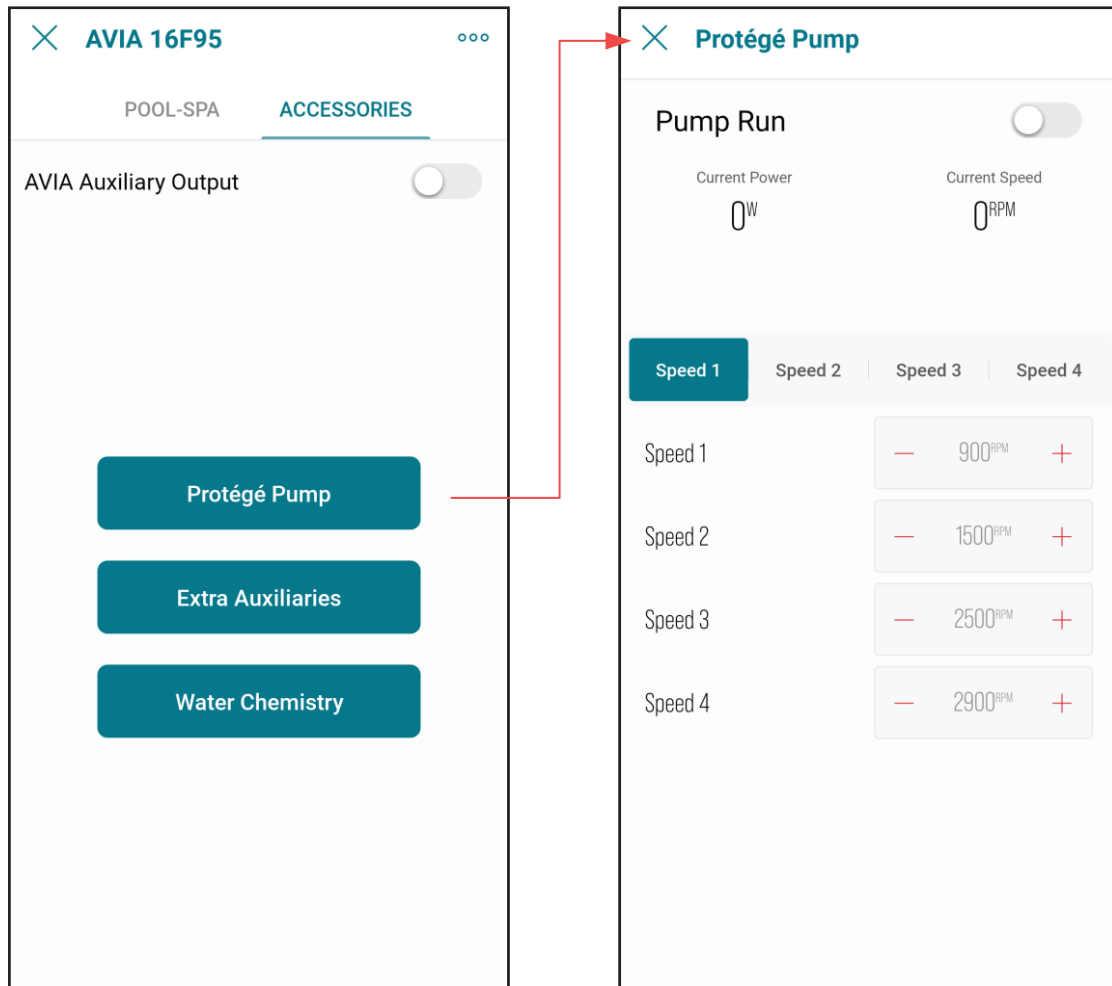 AVIA 16F95
POOL-SPA ACCESSORIES
AVIA Auxiliary Output
Protégé Pump
Extra Auxiliaries
Water Chemistry
Protégé Pump
Pump Run
Current Power Current Speed
0W 0RPM
Speed 1 Speed 2 Speed 3 Speed 4
Speed 1 − 900RPM +
Speed 2 − 1500RPM +
Speed 3 − 2500RPM +
Speed 4 − 2900RPM +